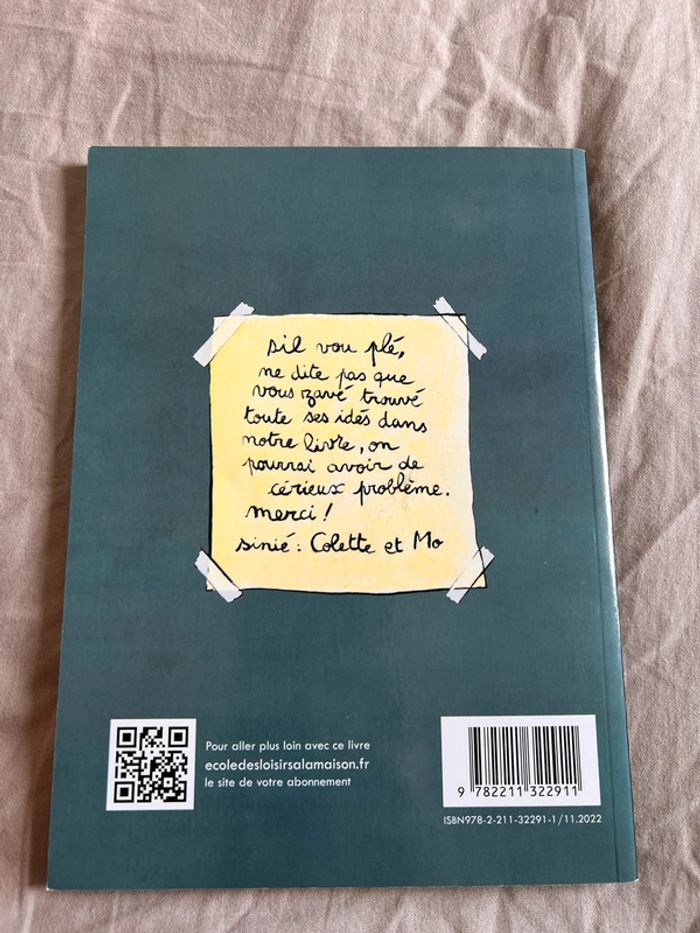 sil vou plé,
ne dite pas que
vous zavé trouvé
toute ses idés dans
notre livre, on
pourrai avoir de
cérieux problème.
merci !
sinié : Colette et Mo
Pour aller plus loin avec ce livre
ecoledesloisirsalamaison.fr
le site de votre abonnement
9 782211 322911
ISBN978-2-211-32291-1/11.2022